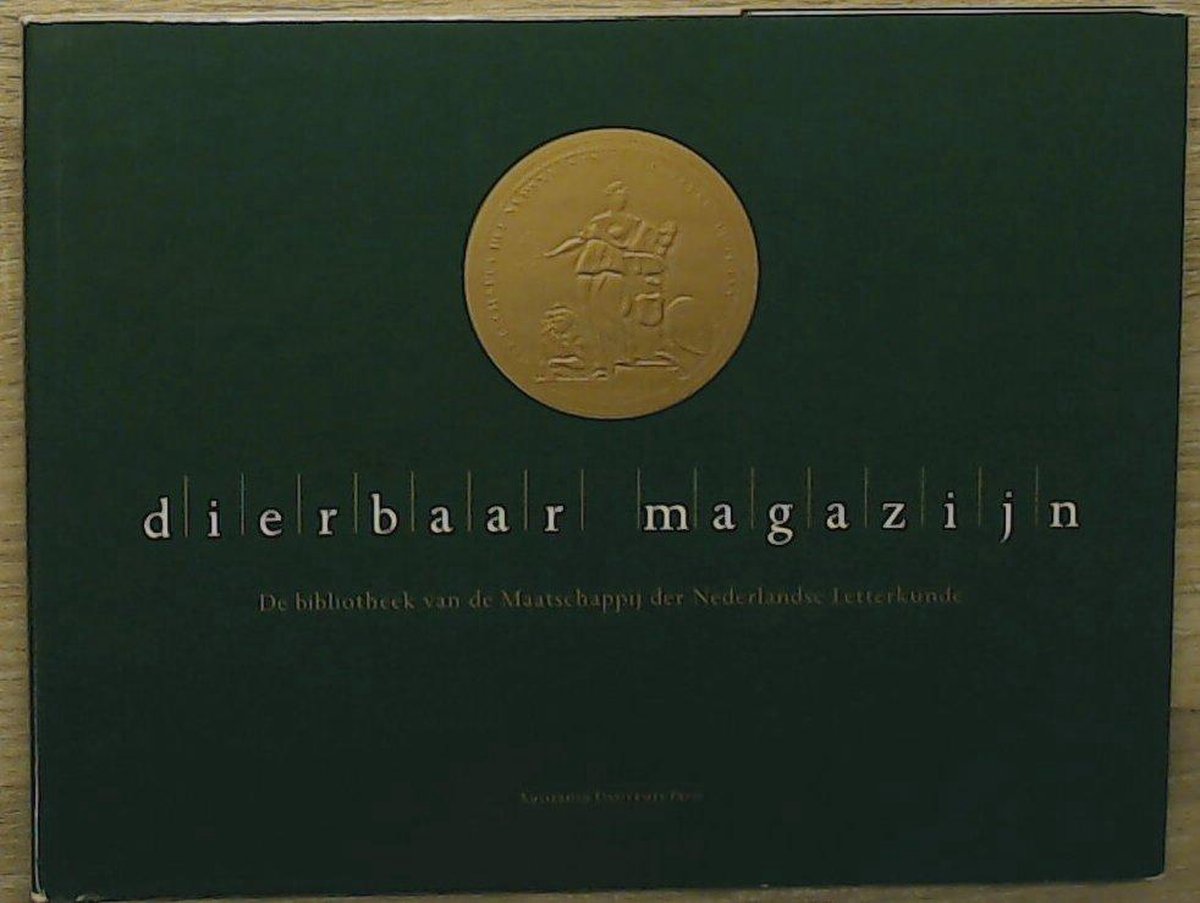 dierbaar magazijn
De bibliotheek van de Maatschappij der Nederlandse Letterkunde
Amsterdam University Press